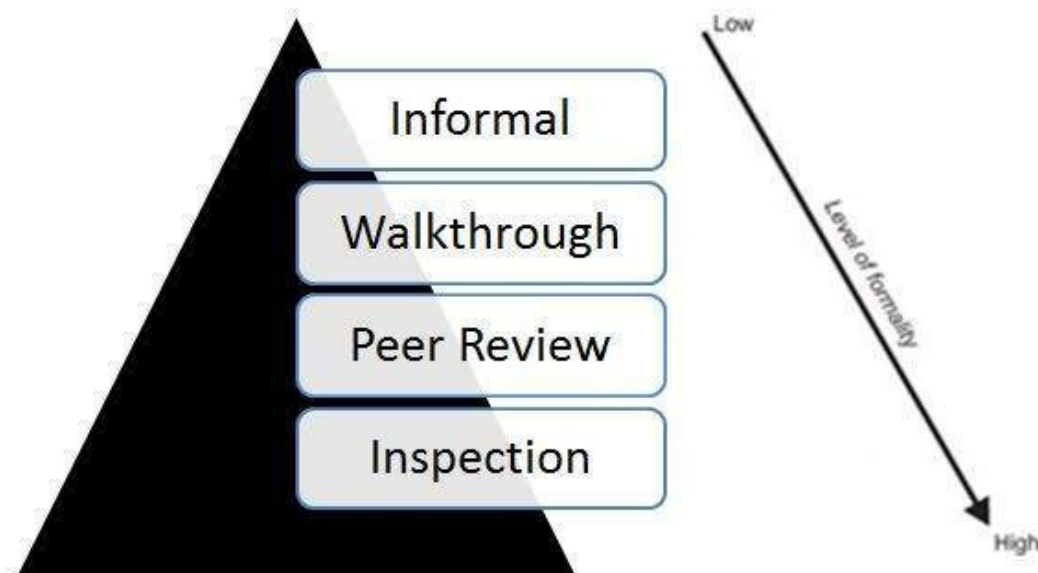 Low
Informal
Walkthrough
Level of formality
Peer Review
Inspection
High